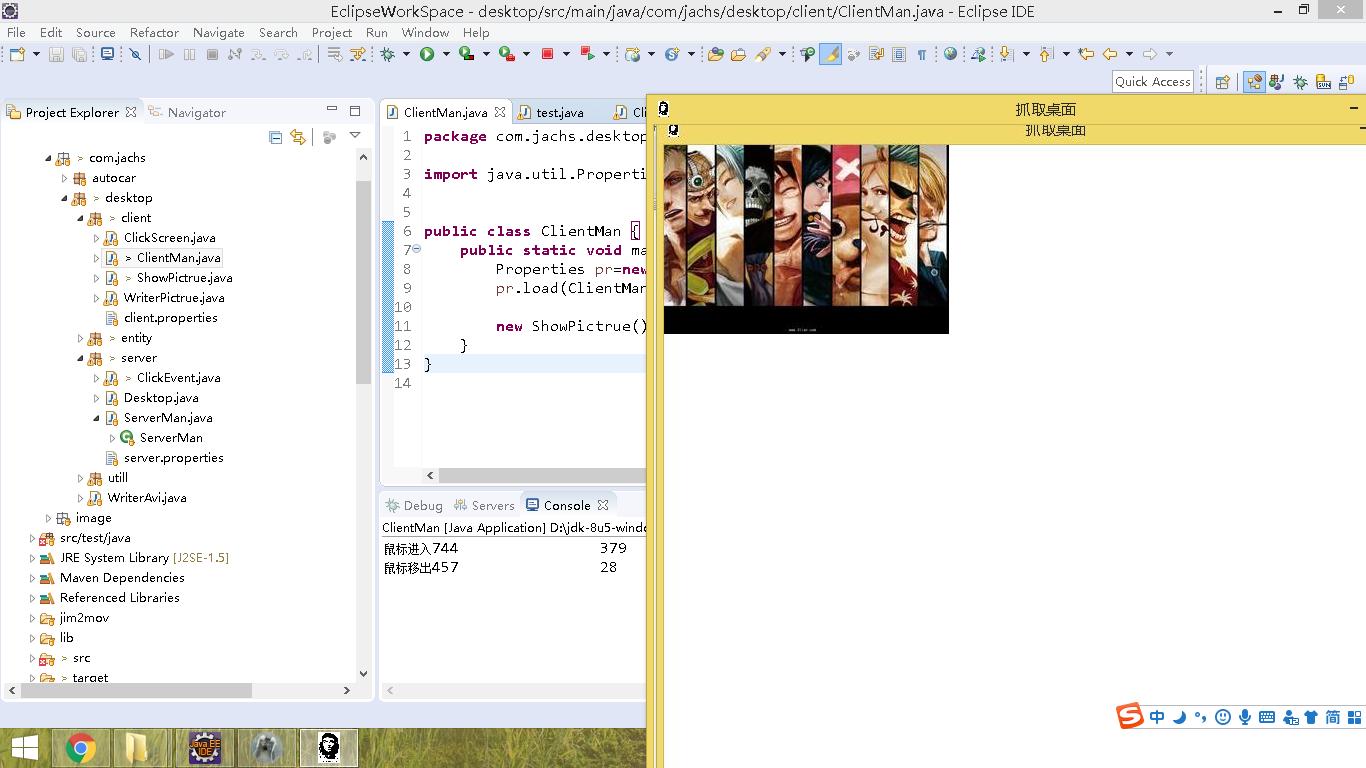 EclipseWorkSpace - desktop/src/main/java/com/jachs/desktop/client/ClientMan.java - Eclipse IDE
File Edit Source Refactor Navigate Search Project Run Window Help
Quick Access
Project Explorer Navigator
com.jachs
autocar
desktop
client
ClickScreen.java
ClientMan.java
ShowPictrue.java
WriterPictrue.java
client.properties
entity
server
ClickEvent.java
Desktop.java
ServerMan.java
ServerMan
server.properties
utill
WriterAvi.java
image
src/test/java
JRE System Library [J2SE-1.5]
Maven Dependencies
Referenced Libraries
jim2mov
lib
src
target
ClientMan.java test.java Cli
1 package com.jachs.desktop
2
3 import java.util.Properti
4
5
6 public class ClientMan {
7 public static void ma
8 Properties pr=new
9 pr.load(ClientMan
10
11 new ShowPictrue()
12 }
13 }
14
Debug Servers Console
ClientMan [Java Application] D:\jdk-8u5-windo
鼠标进入744 379
鼠标移出457 28
抓取桌面
抓取桌面
中 简
Java EE IDE